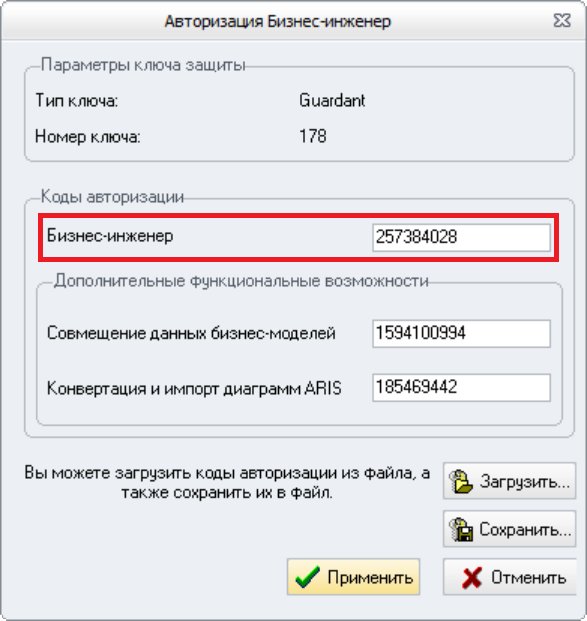 Авторизация Бизнес-инженер
Параметры ключа защиты
Тип ключа: Guardant
Номер ключа: 178
Коды авторизации
Бизнес-инженер 257384028
Дополнительные функциональные возможности
Совмещение данных бизнес-моделей 1594100994
Конвертация и импорт диаграмм ARIS 185469442
Вы можете загрузить коды авторизации из файла, а
также сохранить их в файл.
Загрузить...
Сохранить...
Применить Отменить